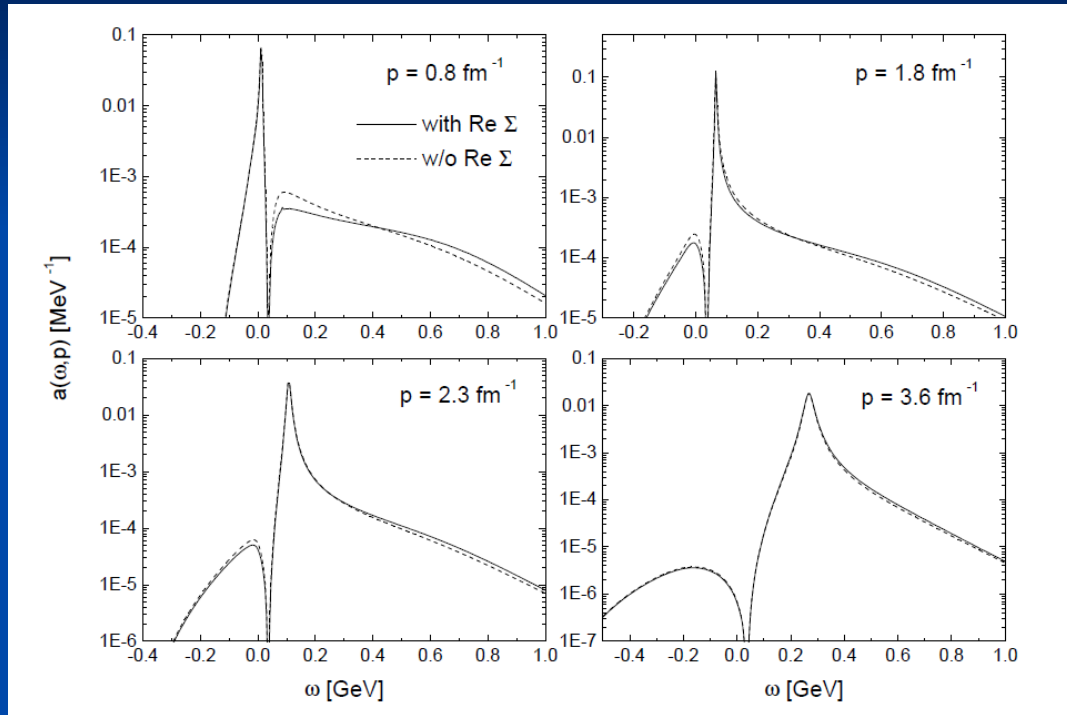 a(ω,p) [MeV⁻¹]
0.1
0.01
1E-3
1E-4
1E-5
p = 0.8 fm⁻¹
with Re Σ
w/o Re Σ
-0.4 -0.2 0.0 0.2 0.4 0.6 0.8 1.0
0.1
0.01
1E-3
1E-4
1E-5
p = 1.8 fm⁻¹
-0.2 0.0 0.2 0.4 0.6 0.8 1.0
0.1
0.01
1E-3
1E-4
1E-5
1E-6
p = 2.3 fm⁻¹
-0.4 -0.2 0.0 0.2 0.4 0.6 0.8 1.0
ω [GeV]
0.1
0.01
1E-3
1E-4
1E-5
1E-6
1E-7
p = 3.6 fm⁻¹
-0.4 -0.2 0.0 0.2 0.4 0.6 0.8 1.0
ω [GeV]